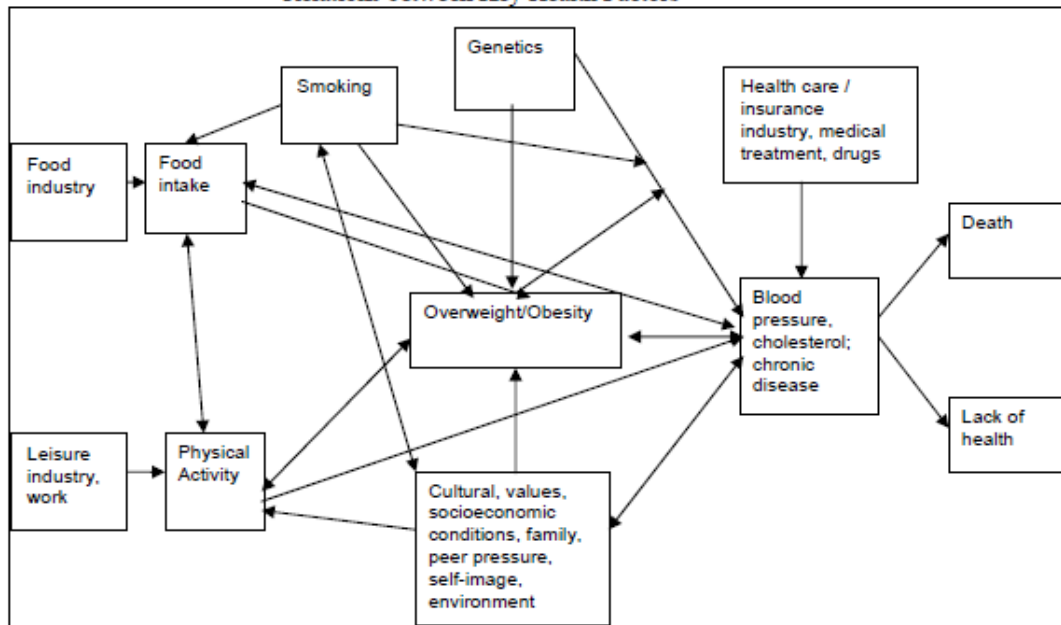 Genetics
Smoking
Health care /
insurance
industry, medical
treatment, drugs
Food
industry
Food
intake
Death
Overweight/Obesity
Blood
pressure,
cholesterol;
chronic
disease
Lack of
health
Leisure
industry,
work
Physical
Activity
Cultural, values,
socioeconomic
conditions, family,
peer pressure,
self-image,
environment